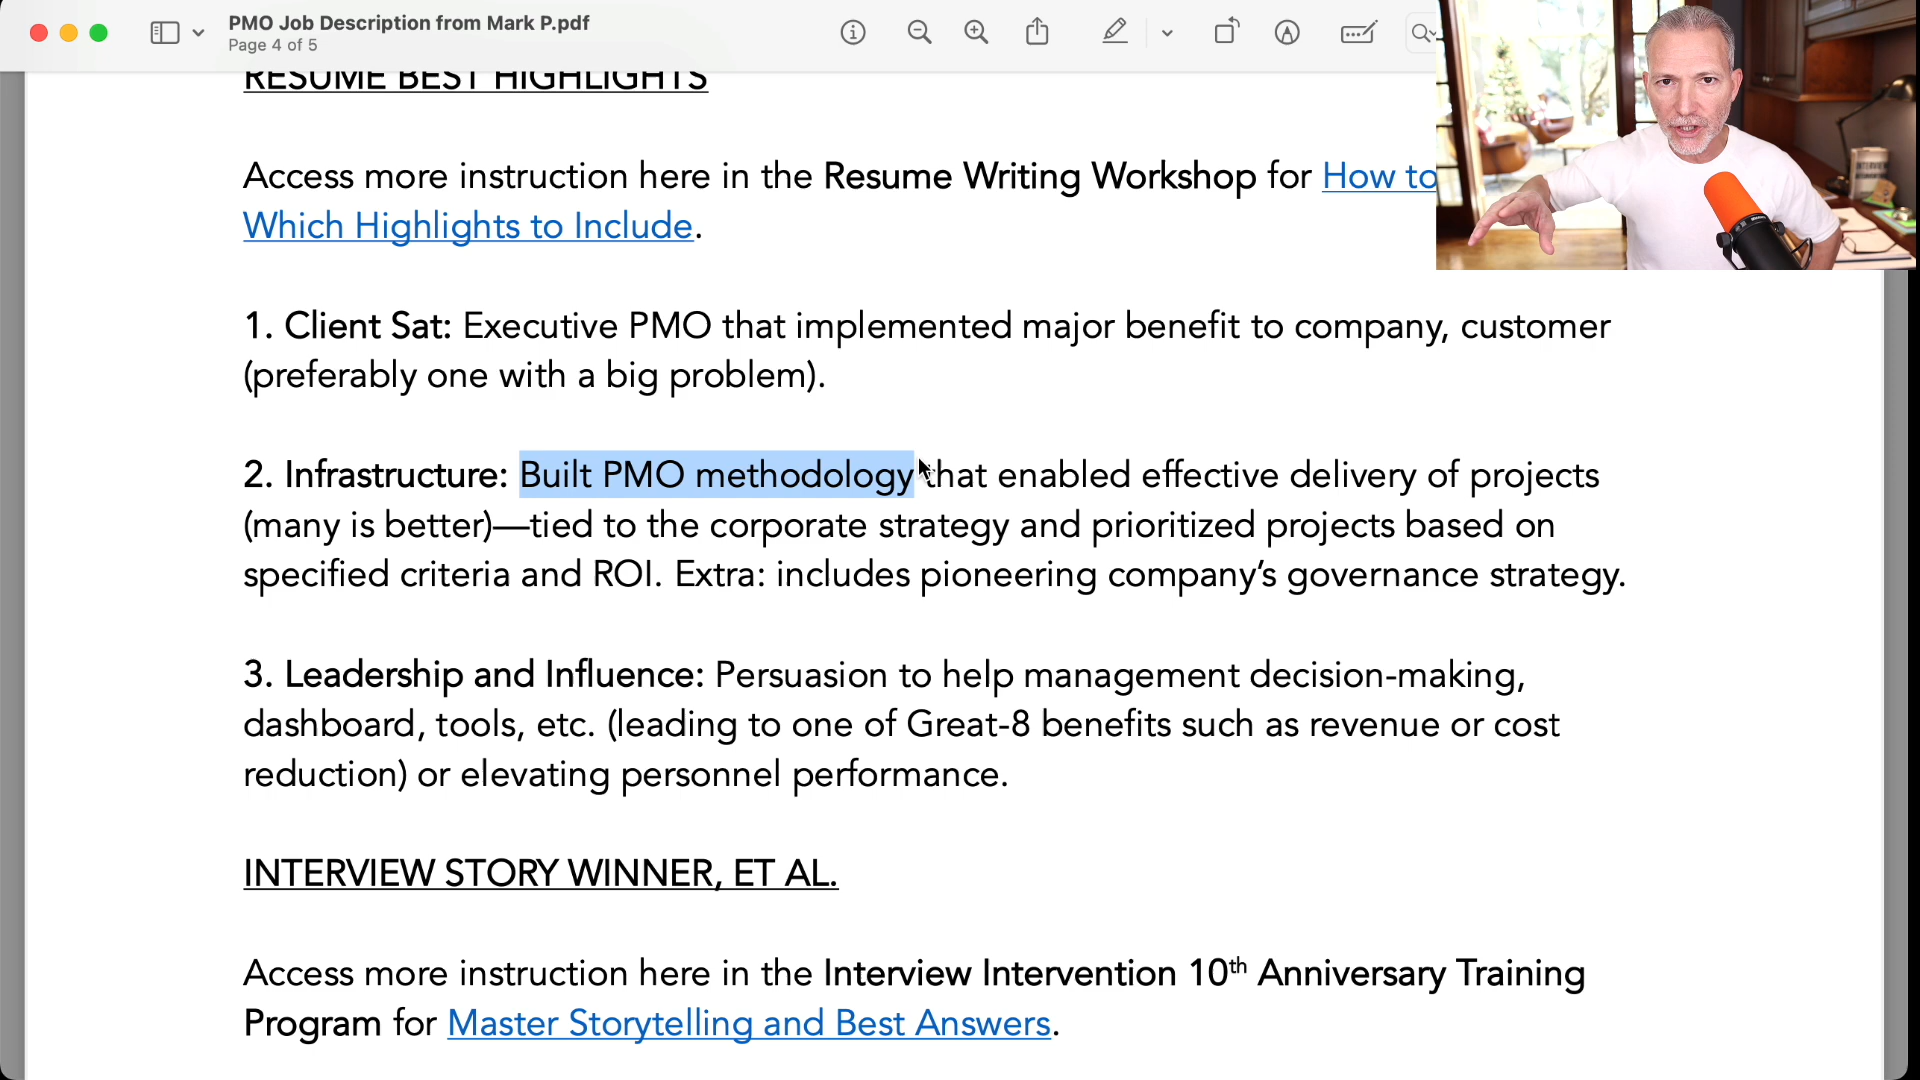 PMO Job Description from Mark P.pdf
Page 4 of 5
RESUME BEST HIGHLIGHTS
Access more instruction here in the Resume Writing Workshop for How to
Which Highlights to Include.
1. Client Sat: Executive PMO that implemented major benefit to company, customer
(preferably one with a big problem).
2. Infrastructure: Built PMO methodology that enabled effective delivery of projects
(many is better)—tied to the corporate strategy and prioritized projects based on
specified criteria and ROI. Extra: includes pioneering company’s governance strategy.
3. Leadership and Influence: Persuasion to help management decision-making,
dashboard, tools, etc. (leading to one of Great-8 benefits such as revenue or cost
reduction) or elevating personnel performance.
INTERVIEW STORY WINNER, ET AL.
Access more instruction here in the Interview Intervention 10th Anniversary Training
Program for Master Storytelling and Best Answers.